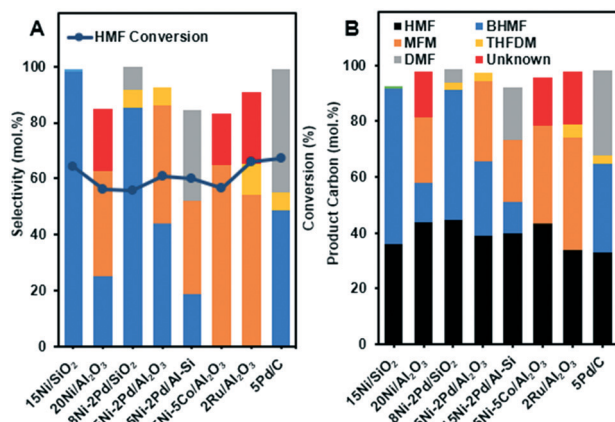 A
HMF Conversion
Selectivity (mol.%)
100
80
60
40
20
0
Conversion (%)
15Ni/SiO₂
20Ni/Al₂O₃
8Ni-2Pd/SiO₂
5Ni-2Pd/Al₂O₃
5Ni-2Pd/Al-Si
5Ni-5Co/Al₂O₃
2Ru/Al₂O₃
5Pd/C
B
HMF
BHMF
MFM
THFDM
DMF
Unknown
Product Carbon (mol.%)
100
80
60
40
20
0
15Ni/SiO₂
20Ni/Al₂O₃
8Ni-2Pd/SiO₂
5Ni-2Pd/Al₂O₃
15Ni-2Pd/Al-Si
5Ni-5Co/Al₂O₃
2Ru/Al₂O₃
5Pd/C